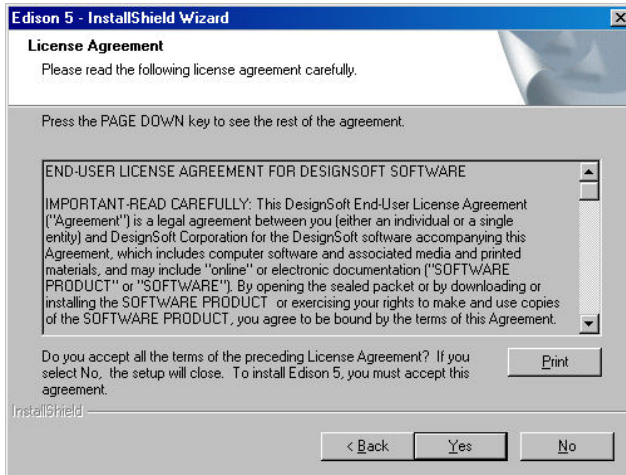 Edison 5 - InstallShield Wizard
License Agreement
Please read the following license agreement carefully.
Press the PAGE DOWN key to see the rest of the agreement.
END-USER LICENSE AGREEMENT FOR DESIGNSOFT SOFTWARE
IMPORTANT-READ CAREFULLY: This DesignSoft End-User License Agreement
("Agreement") is a legal agreement between you (either an individual or a single
entity) and DesignSoft Corporation for the DesignSoft software accompanying this
Agreement, which includes computer software and associated media and printed
materials, and may include "online" or electronic documentation ("SOFTWARE
PRODUCT" or "SOFTWARE"). By opening the sealed packet or by downloading or
installing the SOFTWARE PRODUCT or exercising your rights to make and use copies
of the SOFTWARE PRODUCT, you agree to be bound by the terms of this Agreement.
Do you accept all the terms of the preceding License Agreement? If you
select No, the setup will close. To install Edison 5, you must accept this
agreement.
Print
InstallShield
< Back
Yes
No